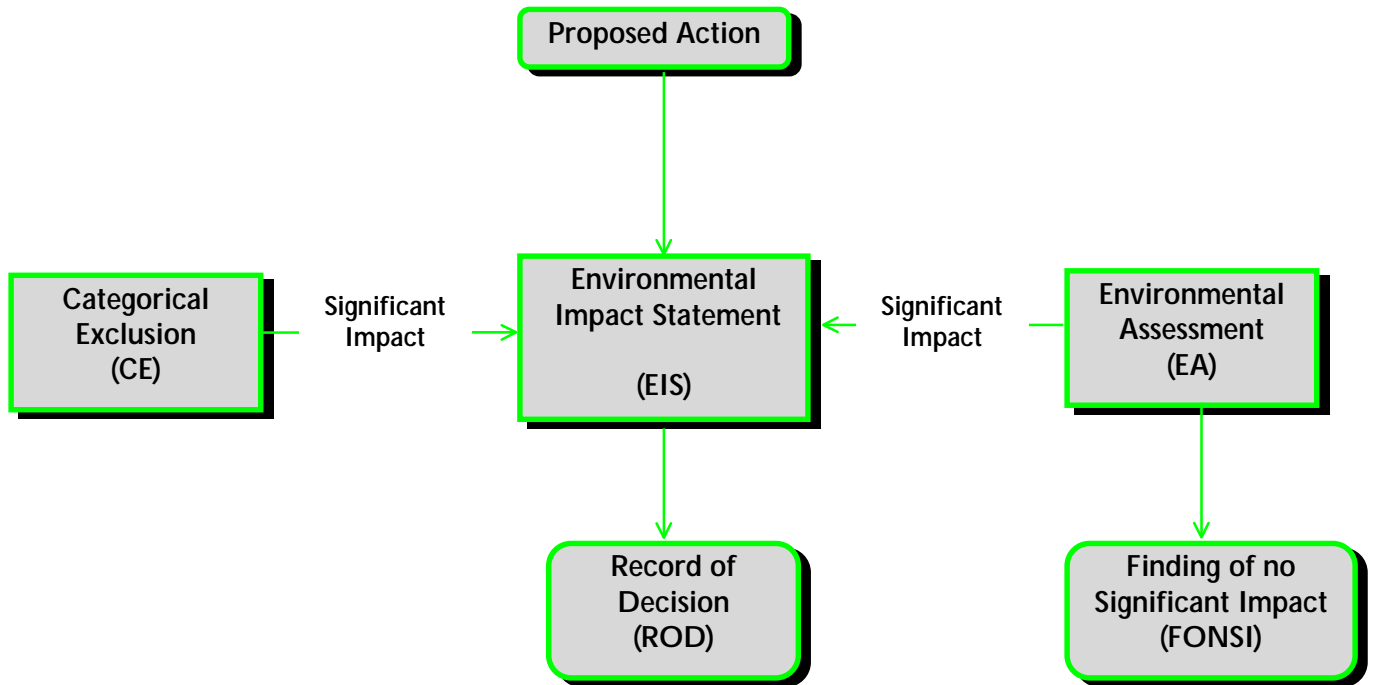 Proposed Action
Categorical
Exclusion
(CE)
Significant
Impact
Environmental
Impact Statement
(EIS)
Significant
Impact
Environmental
Assessment
(EA)
Record of
Decision
(ROD)
Finding of no
Significant Impact
(FONSI)